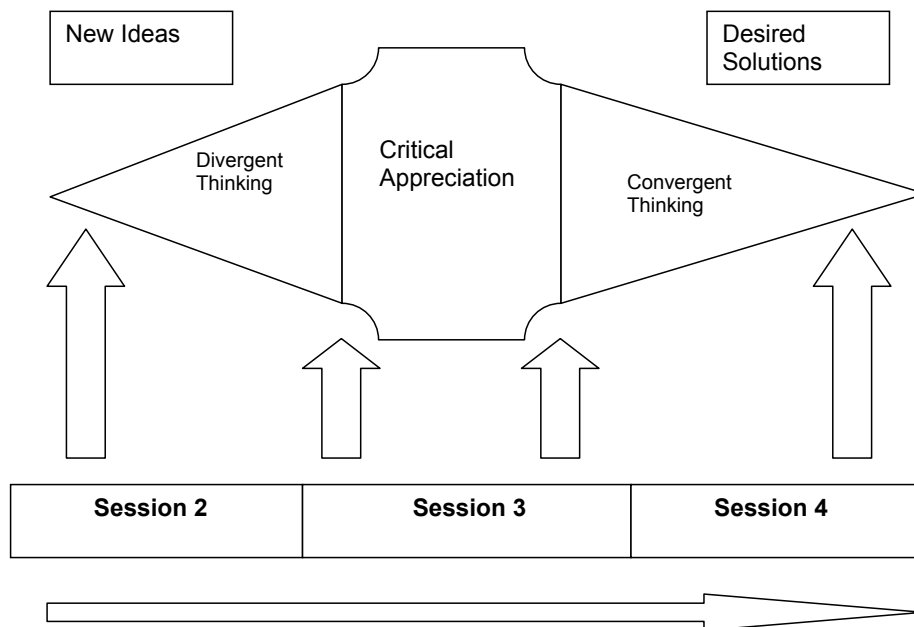 New Ideas
Desired
Solutions
Divergent
Thinking
Critical
Appreciation
Convergent
Thinking
Session 2
Session 3
Session 4